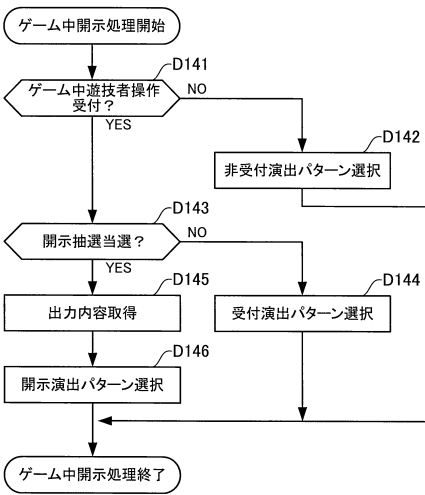 ゲーム中開示処理開始
D141
ゲーム中遊技者操作
受付？
NO
YES
D142
非受付演出パターン選択
D143
開示抽選当選？
NO
YES
D145
出力内容取得
D144
受付演出パターン選択
D146
開示演出パターン選択
ゲーム中開示処理終了